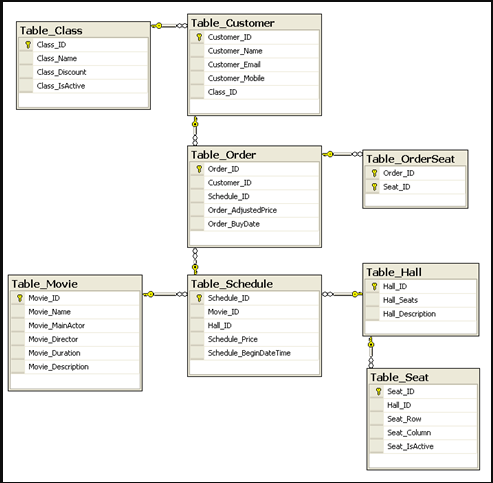 Table_Class
Class_ID
Class_Name
Class_Discount
Class_IsActive
Table_Customer
Customer_ID
Customer_Name
Customer_Email
Customer_Mobile
Class_ID
Table_Order
Order_ID
Customer_ID
Schedule_ID
Order_AdjustedPrice
Order_BuyDate
Table_OrderSeat
Order_ID
Seat_ID
Table_Movie
Movie_ID
Movie_Name
Movie_MainActor
Movie_Director
Movie_Duration
Movie_Description
Table_Schedule
Schedule_ID
Movie_ID
Hall_ID
Schedule_Price
Schedule_BeginDateTime
Table_Hall
Hall_ID
Hall_Seats
Hall_Description
Table_Seat
Seat_ID
Hall_ID
Seat_Row
Seat_Column
Seat_IsActive